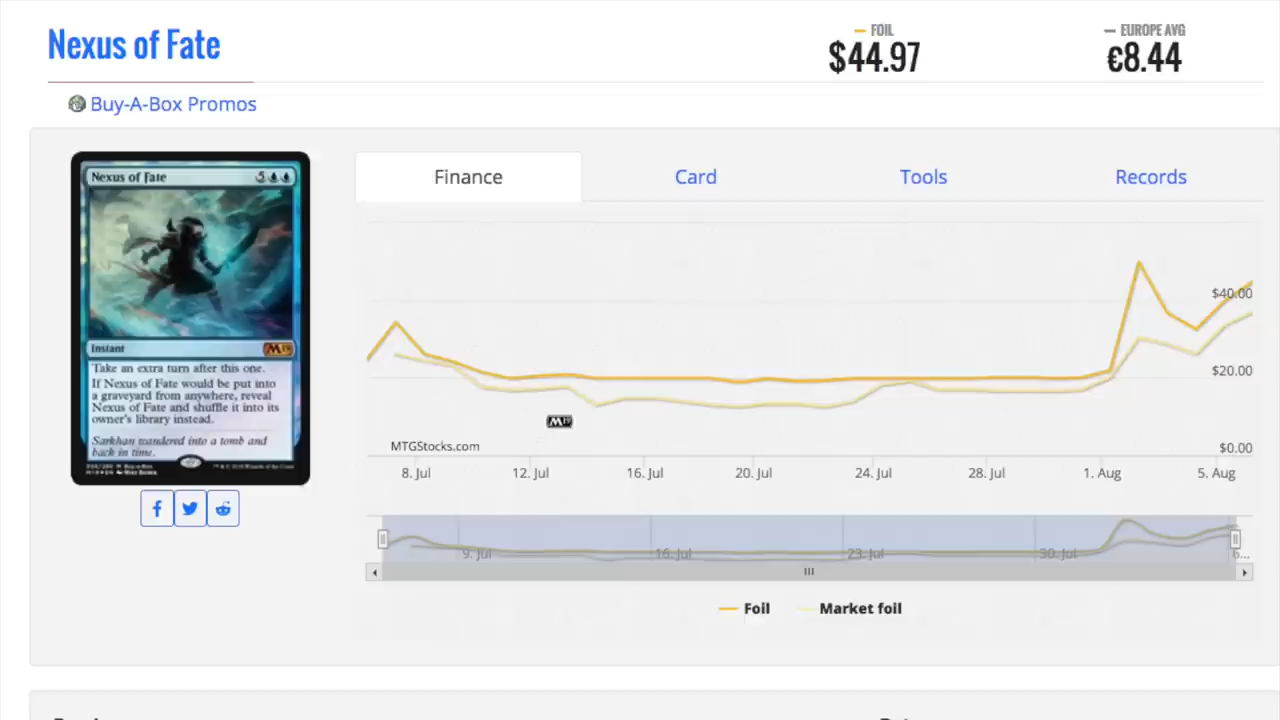 Nexus of Fate
FOIL
$44.97
EUROPE AVG
€8.44
Buy-A-Box Promos
Nexus of Fate 5
Instant
M19
Take an extra turn after this one.
If Nexus of Fate would be put into
a graveyard from anywhere, reveal
Nexus of Fate and shuffle it into its
owner's library instead.
Sarkhan wandered into a tomb and
back in time.
Finance
Card
Tools
Records
$40.00
$20.00
$0.00
M19
MTGStocks.com
8. Jul
12. Jul
16. Jul
20. Jul
24. Jul
28. Jul
1. Aug
5. Aug
9. Jul
16. Jul
23. Jul
30. Jul
6...
Foil
Market foil